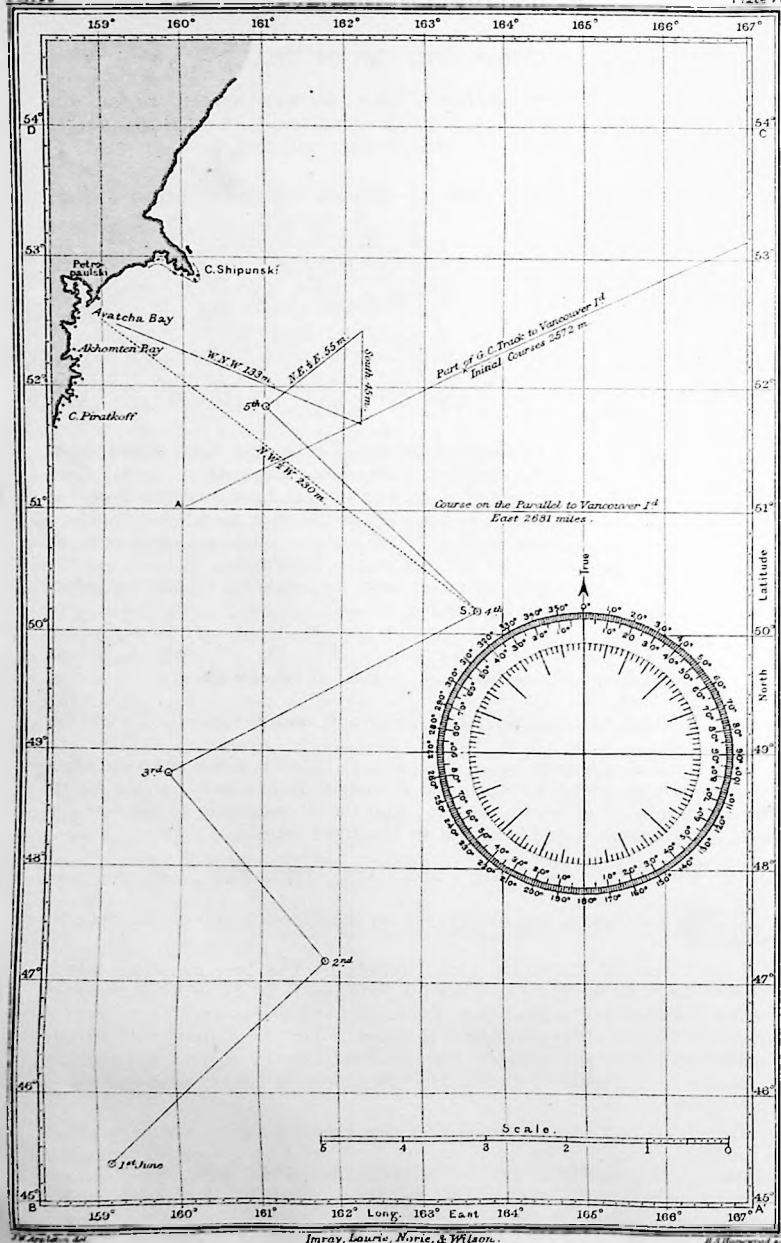 159° 160° 161° 162° 163° 164° 165° 166° 167°
54° 54°
D C
53° 53°
Petro-
paulski
C. Shipunski
Avatcha Bay
Akhomten Bay
C. Piratkoff
52° 52°
W.N.W 133m.
N.E.¼E. 55m.
South 45m.
5th
Part of G.C. Track to Vancouver Id
Initial Courses 2572 m.
A
51° 51°
N.W.½W. 230 m.
Course on the Parallel to Vancouver Id
East 2681 miles.
True
S. 4th
50° 50°
North Latitude
49° 49°
3rd
48° 48°
47° 47°
2nd
46° 46°
Scale.
5 4 3 2 1 0
1st June
45° 45°
B A'
159° 160° 161° 162° 163° 164° 165° 166° 167°
Long. East
Imray, Laurie, Norie, & Wilson.